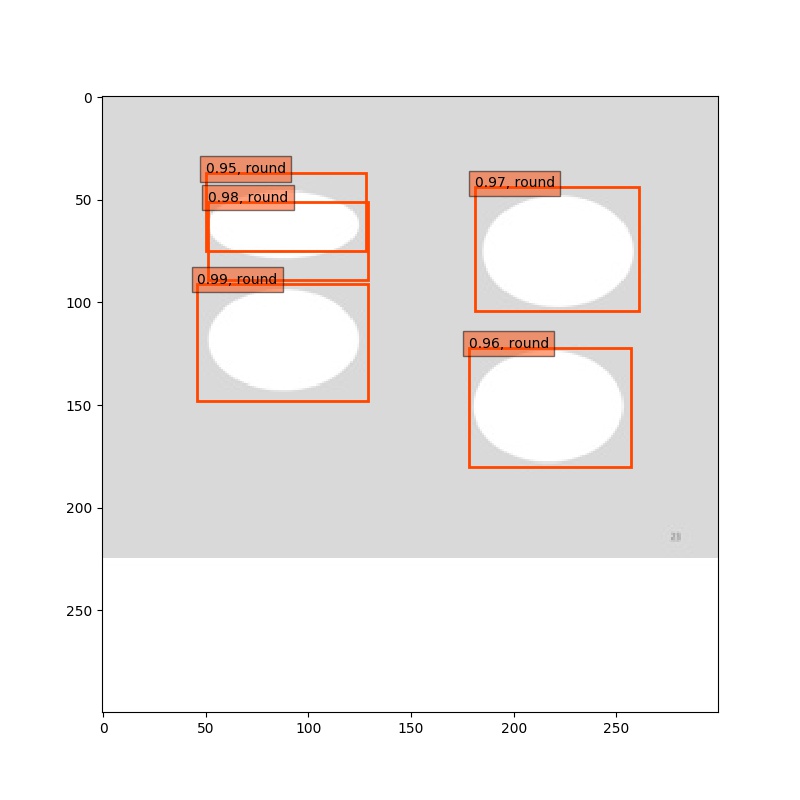 0
50
100
150
200
250
0.95, round
0.98, round
0.99, round
0.97, round
0.96, round
0 50 100 150 200 250